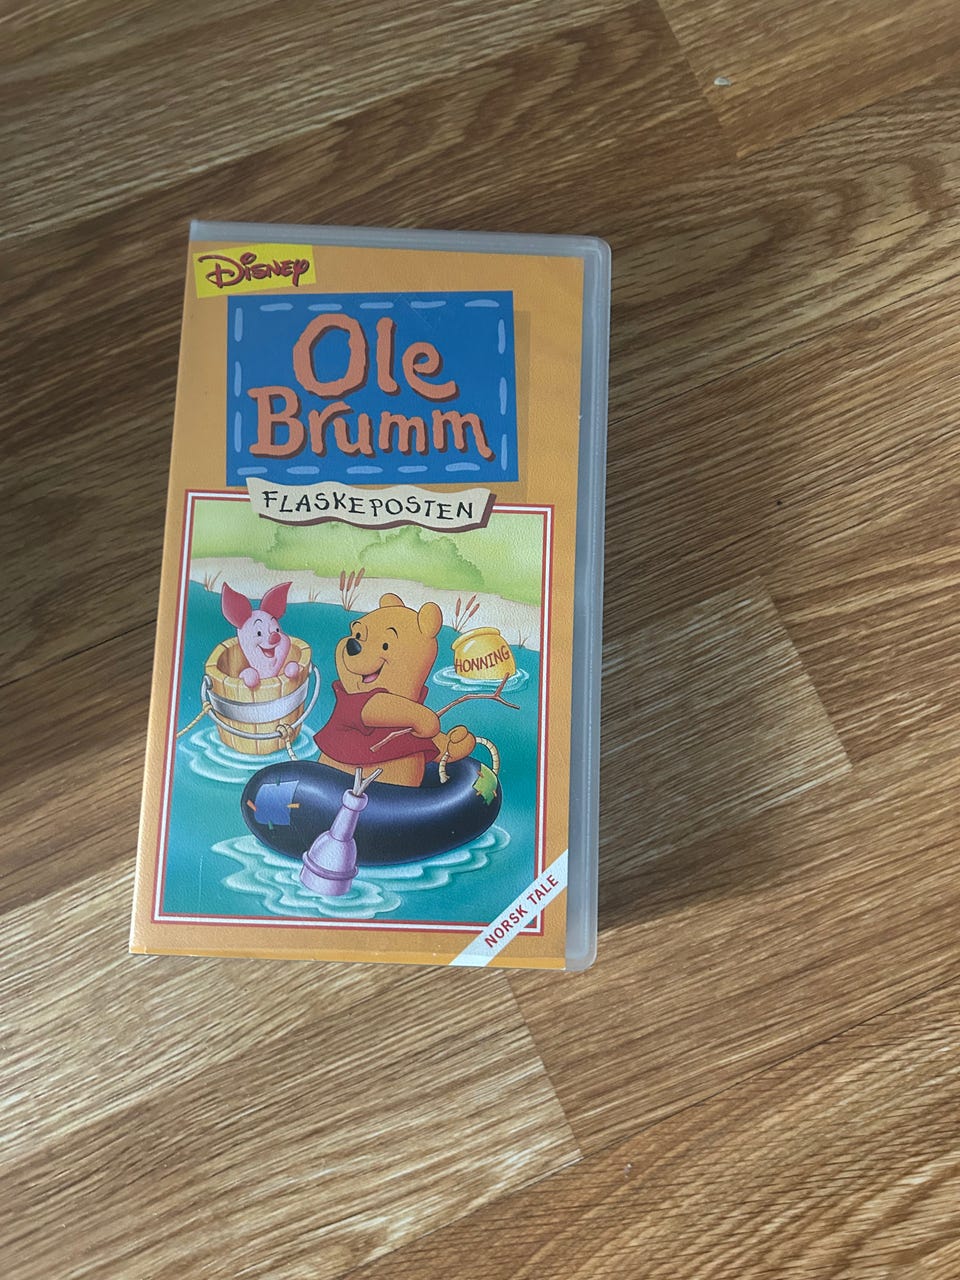 Disney
Ole
Brumm
FLASKEPOSTEN
HONNING
NORSK TALE